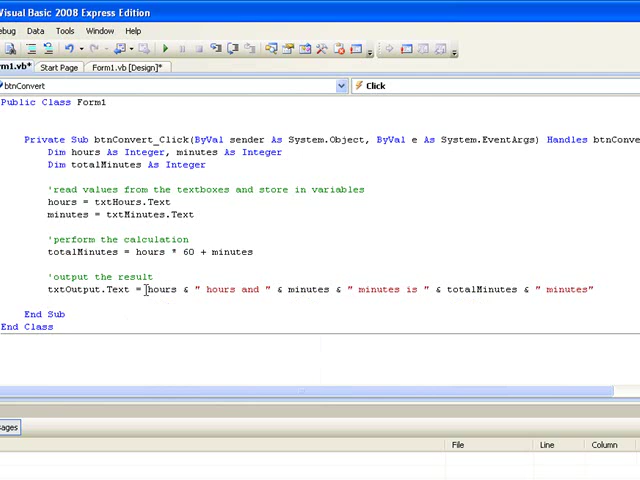 Visual Basic 2008 Express Edition
ebug Data Tools Window Help
rm1.vb* Start Page Form1.vb [Design]*
btnConvert Click
Public Class Form1
Private Sub btnConvert_Click(ByVal sender As System.Object, ByVal e As System.EventArgs) Handles btnConve
Dim hours As Integer, minutes As Integer
Dim totalMinutes As Integer
'read values from the textboxes and store in variables
hours = txtHours.Text
minutes = txtMinutes.Text
'perform the calculation
totalMinutes = hours * 60 + minutes
'output the result
txtOutput.Text = hours & " hours and " & minutes & " minutes is " & totalMinutes & " minutes"
End Sub
End Class
sages
File Line Column